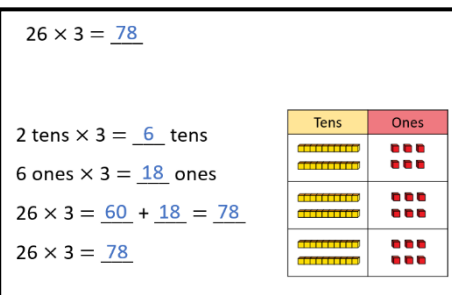 26 × 3 = 78
2 tens × 3 = 6 tens
6 ones × 3 = 18 ones
26 × 3 = 60 + 18 = 78
26 × 3 = 78
Tens Ones